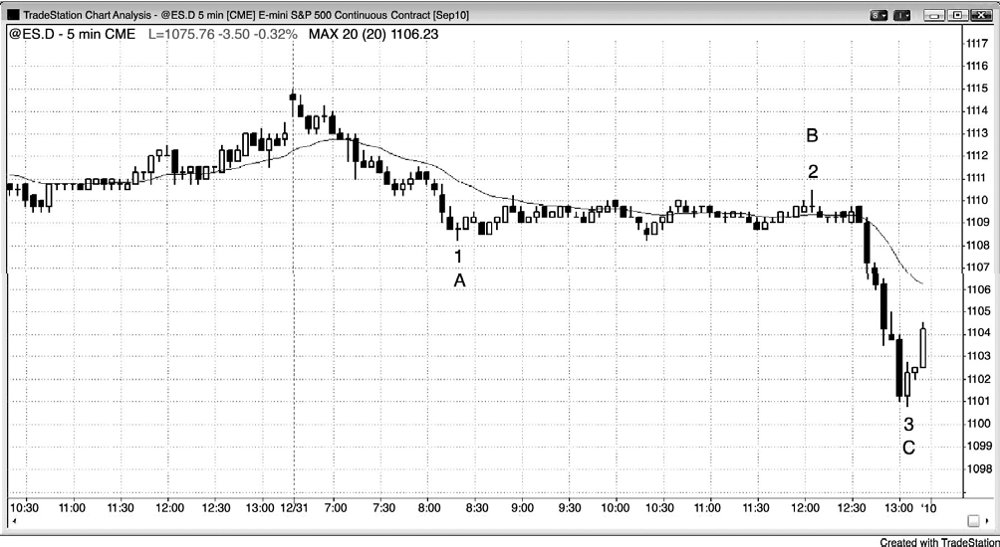 TradeStation Chart Analysis - @ES.D 5 min [CME] E-mini S&P 500 Continuous Contract [Sep10]
S I
@ES.D - 5 min CME L=1075.76 -3.50 -0.32% MAX 20 (20) 1106.23
1117
1116
1115
1114
1113
1112
1111
1110
1109
1108
1107
1106
1105
1104
1103
1102
1101
1100
1099
1098
B
2
1
A
3
C
10:30 11:00 11:30 12:00 12:30 13:00 12/31 7:00 7:30 8:00 8:30 9:00 9:30 10:00 10:30 11:00 11:30 12:00 12:30 13:00 '10
Created with TradeStation